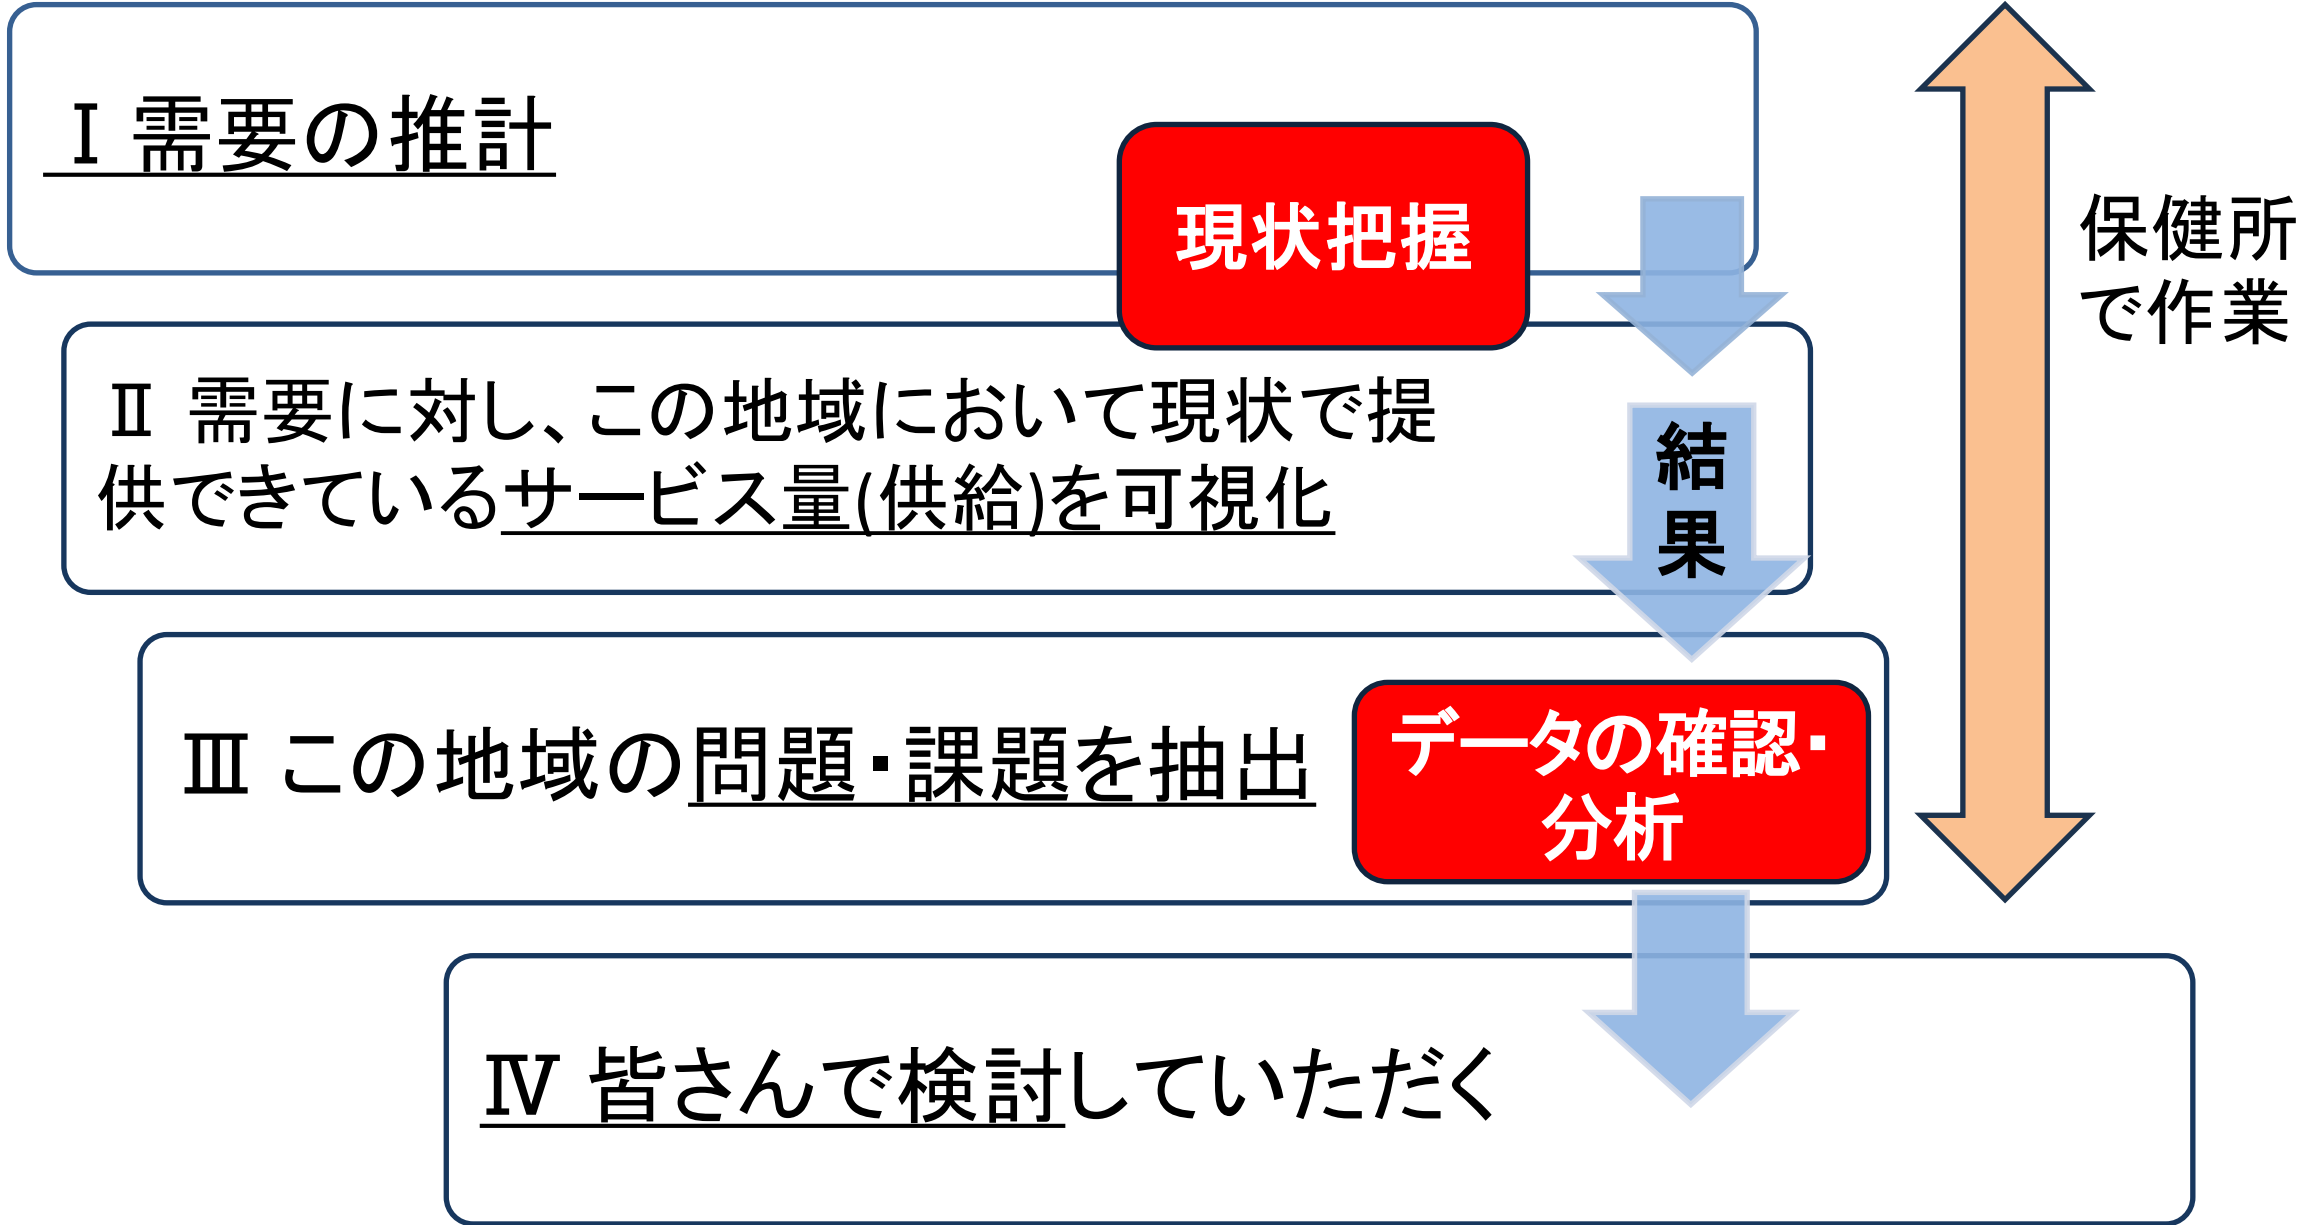 Ⅰ 需要の推計
現状把握
保健所
で作業
Ⅱ 需要に対し、この地域において現状で提
供できているサービス量(供給)を可視化
結
果
Ⅲ この地域の問題・課題を抽出
データの確認・
分析
Ⅳ 皆さんで検討していただく